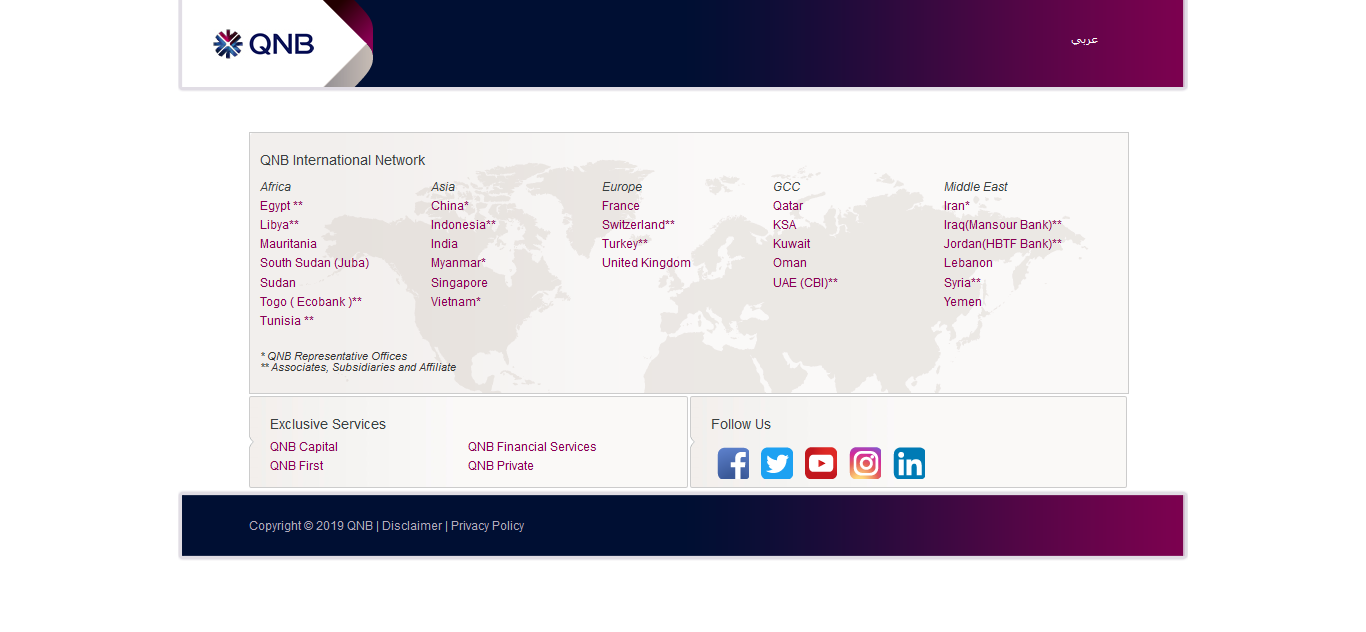 QNB
عربي
QNB International Network
Africa
Egypt **
Libya**
Mauritania
South Sudan (Juba)
Sudan
Togo ( Ecobank )**
Tunisia **
Asia
China*
Indonesia**
India
Myanmar*
Singapore
Vietnam*
Europe
France
Switzerland**
Turkey**
United Kingdom
GCC
Qatar
KSA
Kuwait
Oman
UAE (CBI)**
Middle East
Iran*
Iraq(Mansour Bank)**
Jordan(HBTF Bank)**
Lebanon
Syria**
Yemen
* QNB Representative Offices
** Associates, Subsidiaries and Affiliate
Exclusive Services
QNB Capital
QNB First
QNB Financial Services
QNB Private
Follow Us
Copyright © 2019 QNB | Disclaimer | Privacy Policy